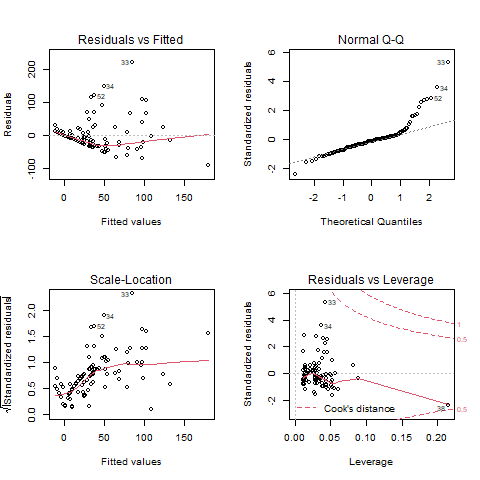 Residuals vs Fitted
Residuals
-100 0 100 200
33
34
52
0 50 100 150
Fitted values
Normal Q-Q
Standardized residuals
-2 0 2 4 6
33
34
52
-2 -1 0 1 2
Theoretical Quantiles
Scale-Location
√|Standardized residuals|
0.0 0.5 1.0 1.5 2.0
33
34
52
0 50 100 150
Fitted values
Residuals vs Leverage
Standardized residuals
-2 0 2 4 6
33
34
1
0.5
0.5
Cook's distance
0.00 0.05 0.10 0.15 0.20
Leverage